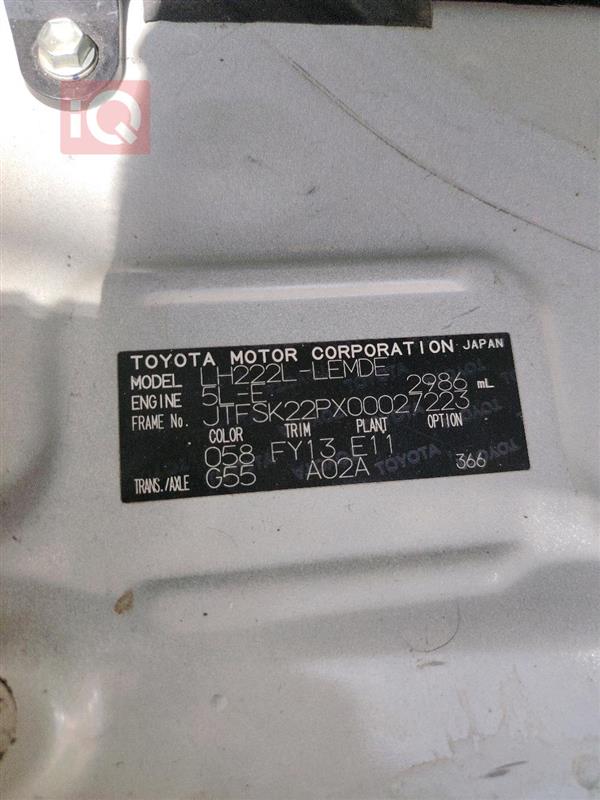 iQ
TOYOTA MOTOR CORPORATION JAPAN
MODEL LH222L-LEMDE
ENGINE 5L-E 2986 mL
FRAME No. JTFSK22PX00027223
COLOR TRIM PLANT OPTION
058 FY13 E11
TRANS./AXLE G55 A02A 366